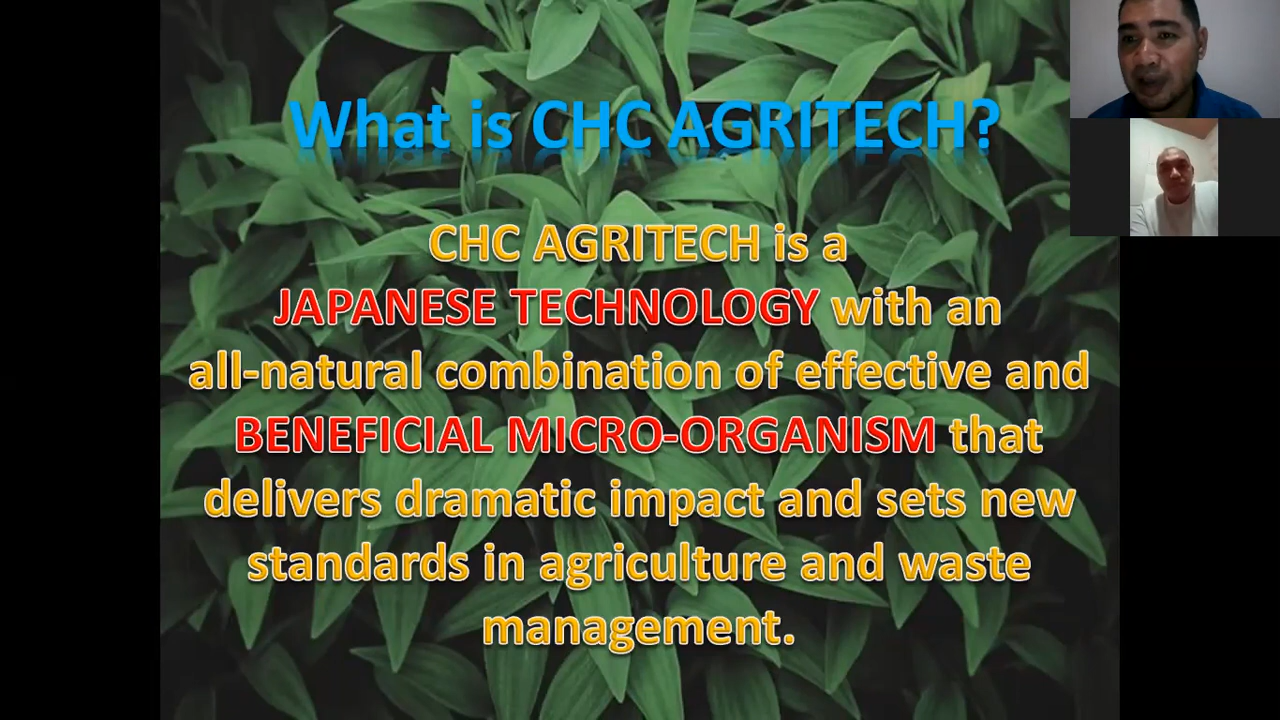 What is CHC AGRITECH?
CHC AGRITECH is a
JAPANESE TECHNOLOGY with an
all-natural combination of effective and
BENEFICIAL MICRO-ORGANISM that
delivers dramatic impact and sets new
standards in agriculture and waste
management.